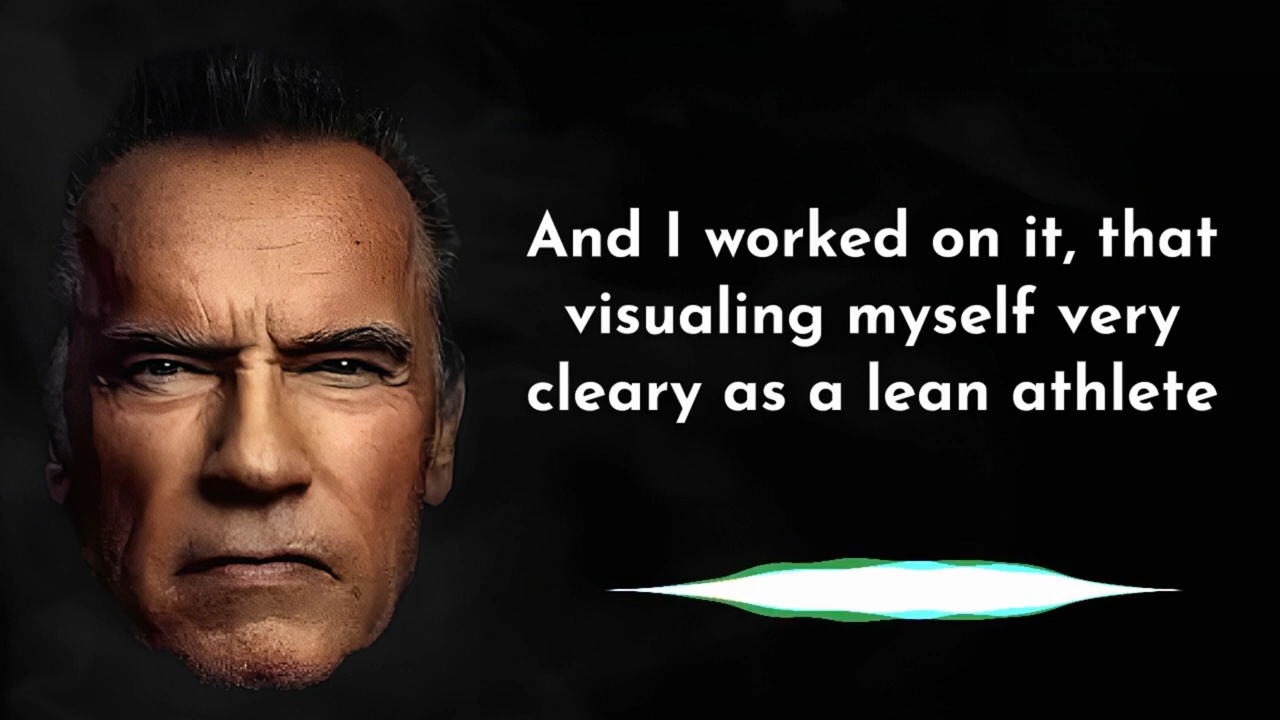 And I worked on it, that
visualing myself very
cleary as a lean athlete